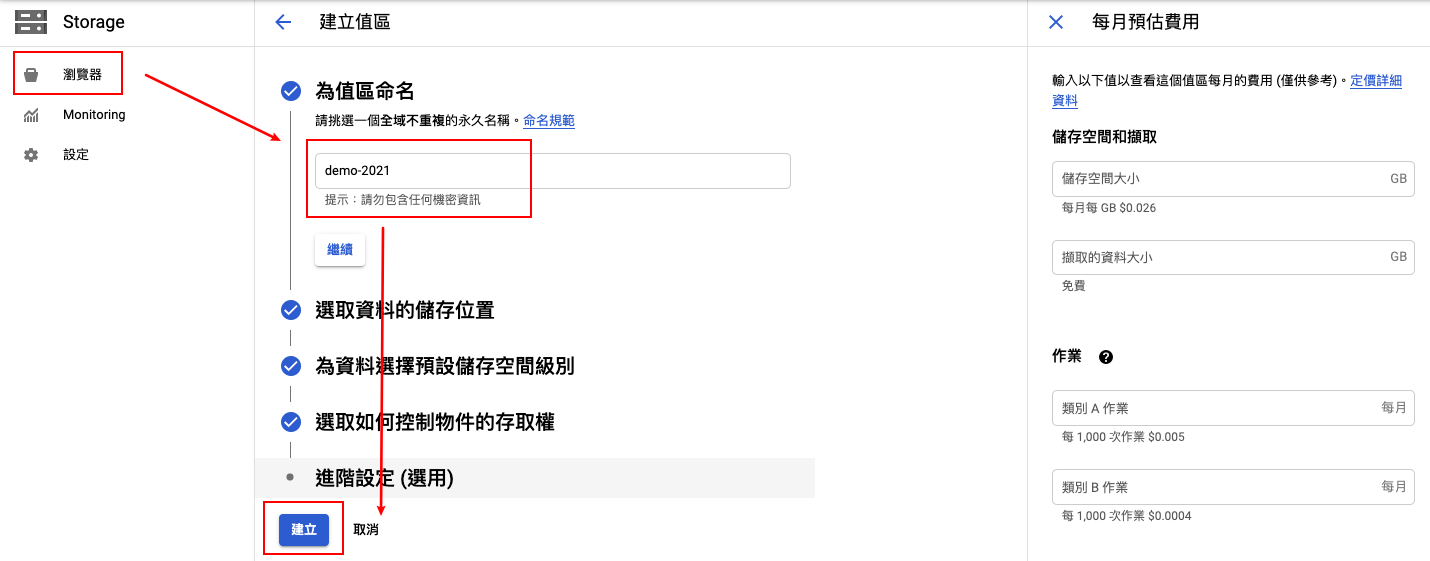 Storage
瀏覽器
Monitoring
設定
建立值區
為值區命名
請挑選一個全域不重複的永久名稱。命名規範
demo-2021
提示：請勿包含任何機密資訊
繼續
選取資料的儲存位置
為資料選擇預設儲存空間級別
選取如何控制物件的存取權
進階設定 (選用)
建立
取消
每月預估費用
輸入以下值以查看這個值區每月的費用 (僅供參考)。定價詳細
資料
儲存空間和擷取
儲存空間大小 GB
每月每 GB $0.026
擷取的資料大小 GB
免費
作業
類別 A 作業 每月
每 1,000 次作業 $0.005
類別 B 作業 每月
每 1,000 次作業 $0.0004